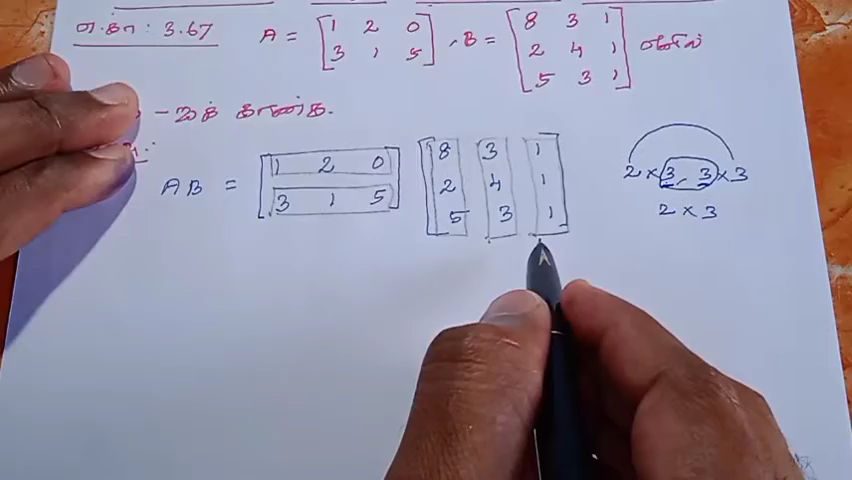 எ.கா : 3.67 A = [1 2 0 , B = [8 3 1 எனில்
3 1 5] 2 4 1
5 3 1]
-ஐக் காண்க.
AB = [1 2 0 [8 3 1 2 × 3, 3 × 3
3 1 5] 2 4 1 2 × 3
5 3 1]